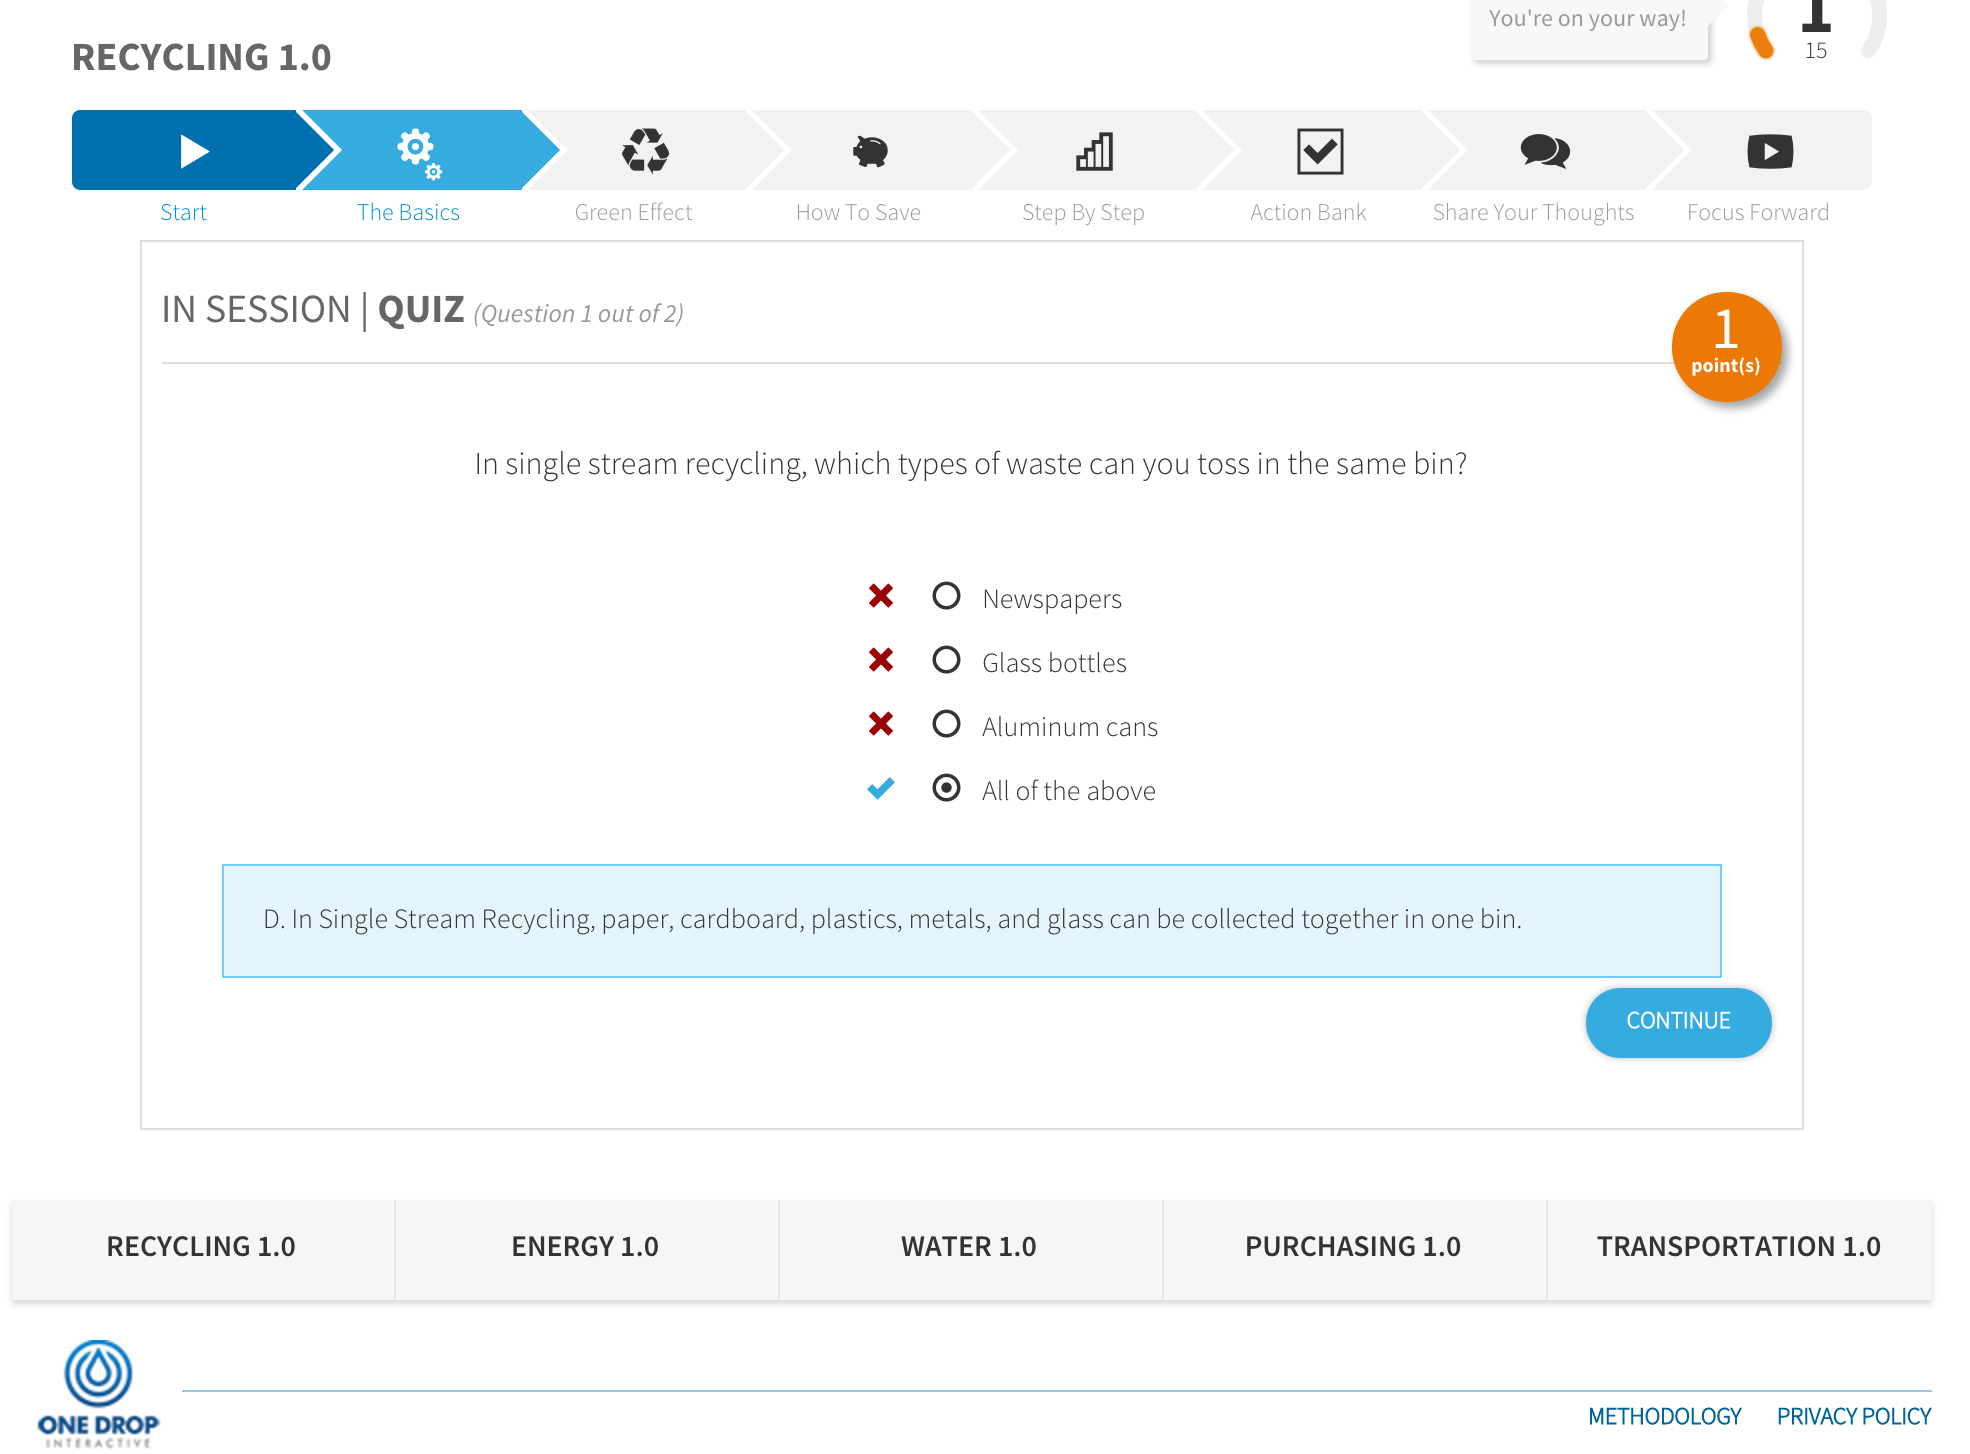 You're on your way!
1
15
RECYCLING 1.0
Start
The Basics
Green Effect
How To Save
Step By Step
Action Bank
Share Your Thoughts
Focus Forward
IN SESSION | QUIZ (Question 1 out of 2)
1
point(s)
In single stream recycling, which types of waste can you toss in the same bin?
Newspapers
Glass bottles
Aluminum cans
All of the above
D. In Single Stream Recycling, paper, cardboard, plastics, metals, and glass can be collected together in one bin.
CONTINUE
RECYCLING 1.0
ENERGY 1.0
WATER 1.0
PURCHASING 1.0
TRANSPORTATION 1.0
ONE DROP
INTERACTIVE
METHODOLOGY
PRIVACY POLICY